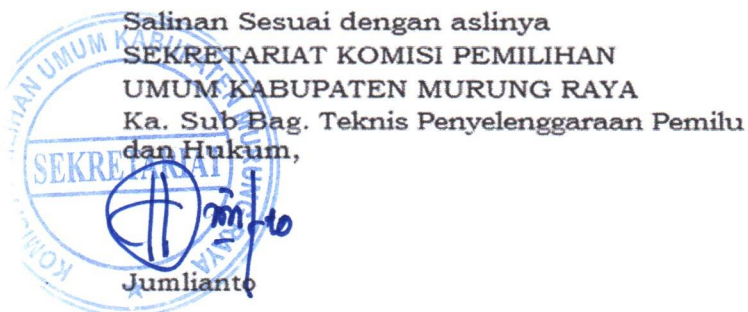 Salinan Sesuai dengan aslinya
SEKRETARIAT KOMISI PEMILIHAN
UMUM KABUPATEN MURUNG RAYA
Ka. Sub Bag. Teknis Penyelenggaraan Pemilu
dan Hukum,
SEKRETARIAT
Jumlianto